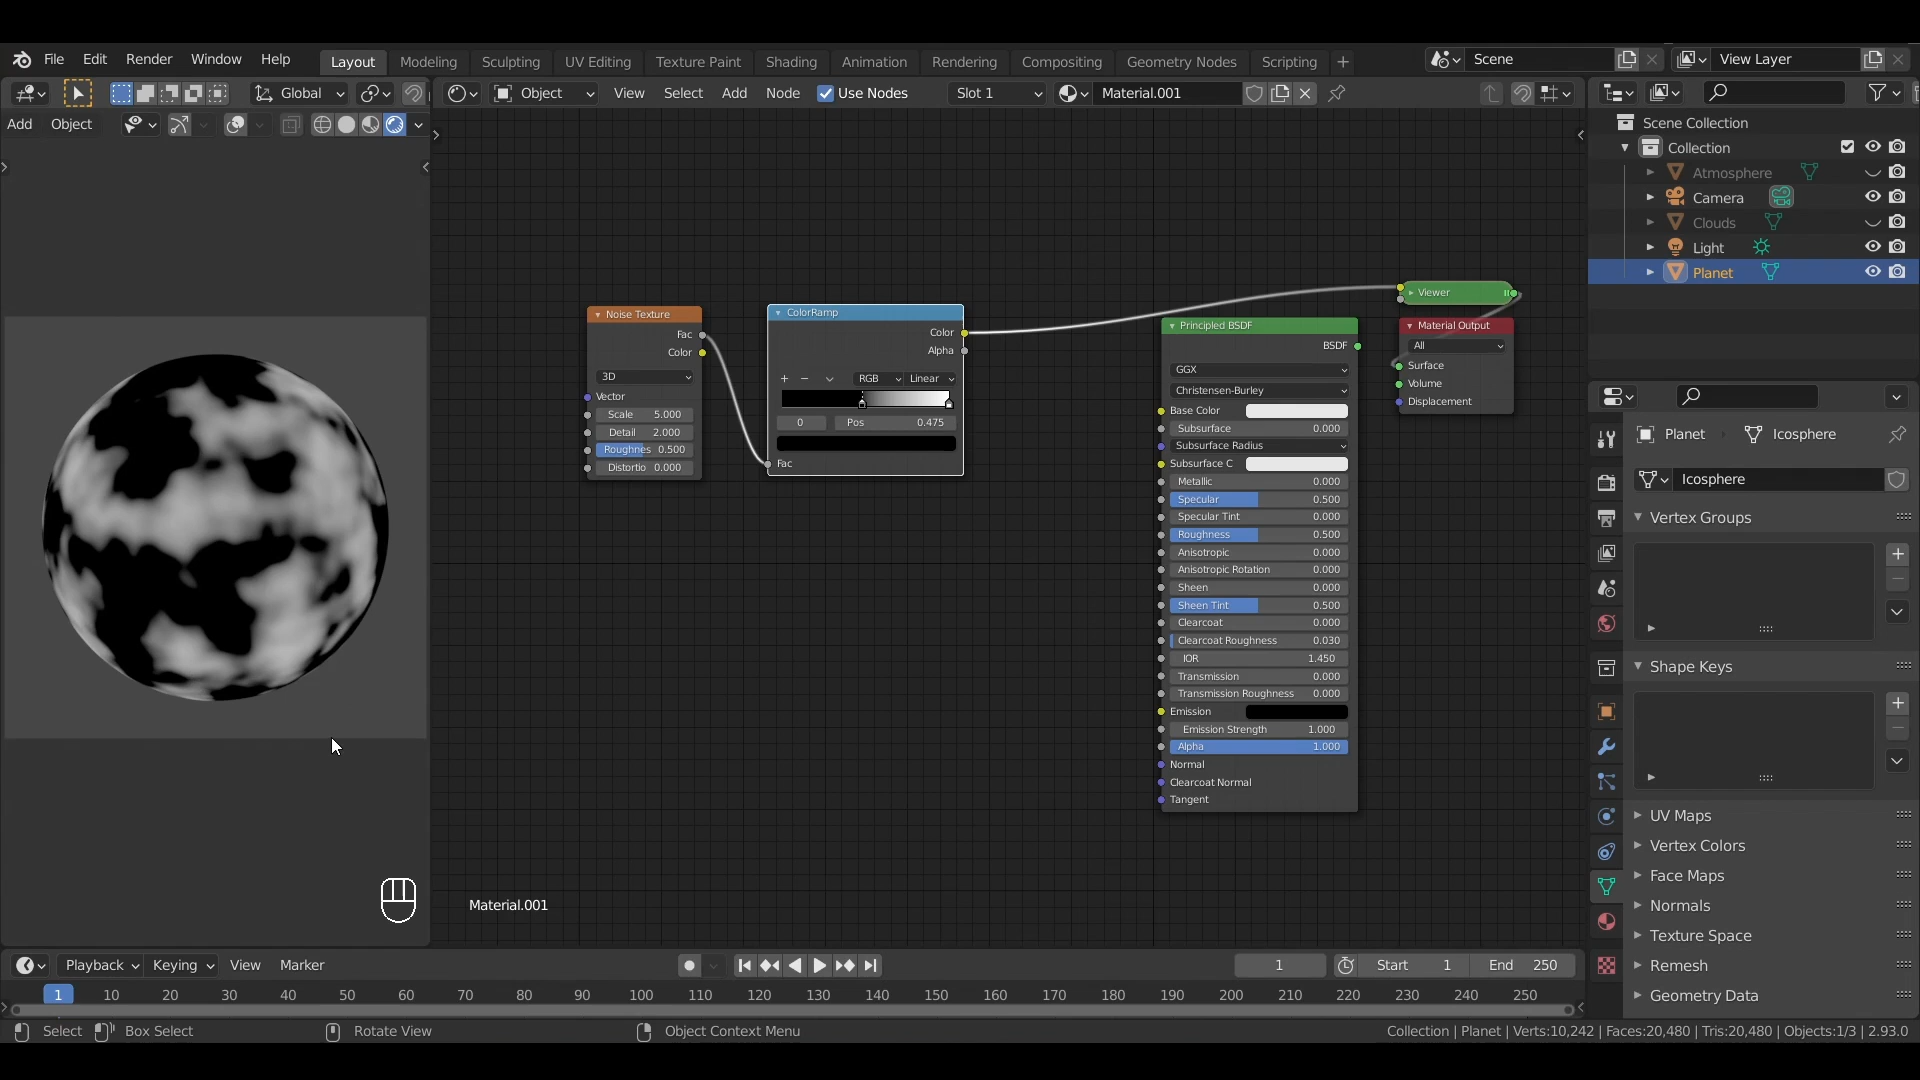 File Edit Render Window Help Layout Modeling Sculpting UV Editing Texture Paint Shading Animation Rendering Compositing Geometry Nodes Scripting + Scene View Layer
Global Object View Select Add Node Use Nodes Slot 1 Material.001
Add Object
Scene Collection
Collection
Atmosphere
Camera
Clouds
Light
Planet
Noise Texture
Fac
Color
3D
Vector
Scale 5.000
Detail 2.000
Roughnes 0.500
Distortio 0.000
ColorRamp
Color
Alpha
+ − RGB Linear
0 Pos 0.475
Fac
Principled BSDF
BSDF
GGX
Christensen-Burley
Base Color
Subsurface 0.000
Subsurface Radius
Subsurface C
Metallic 0.000
Specular 0.500
Specular Tint 0.000
Roughness 0.500
Anisotropic 0.000
Anisotropic Rotation 0.000
Sheen 0.000
Sheen Tint 0.500
Clearcoat 0.000
Clearcoat Roughness 0.030
IOR 1.450
Transmission 0.000
Transmission Roughness 0.000
Emission
Emission Strength 1.000
Alpha 1.000
Normal
Clearcoat Normal
Tangent
Viewer
Material Output
All
Surface
Volume
Displacement
Planet Icosphere
Icosphere
Vertex Groups
Shape Keys
UV Maps
Vertex Colors
Face Maps
Normals
Texture Space
Remesh
Geometry Data
Material.001
Playback Keying View Marker 1 Start 1 End 250
1 10 20 30 40 50 60 70 80 90 100 110 120 130 140 150 160 170 180 190 200 210 220 230 240 250
Select Box Select Rotate View Object Context Menu Collection | Planet | Verts:10,242 | Faces:20,480 | Tris:20,480 | Objects:1/3 | 2.93.0